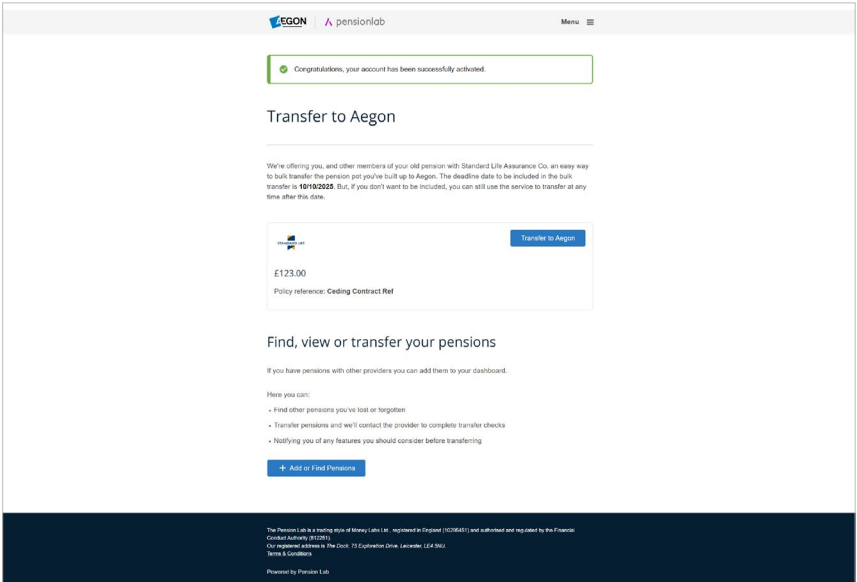 AEGON
pensionlab
Menu
Congratulations, your account has been successfully activated.
Transfer to Aegon
We're offering you, and other members of your old pension with Standard Life Assurance Co, an easy way
to bulk transfer the pension pot you've built up to Aegon. The deadline date to be included in the bulk
transfer is 10/10/2025. But, if you don't want to be included, you can still use the service to transfer at any
time after this date.
STANDARD LIFE
Transfer to Aegon
£123.00
Policy reference: Ceding Contract Ref
Find, view or transfer your pensions
If you have pensions with other providers you can add them to your dashboard.
Here you can:
• Find other pensions you've lost or forgotten
• Transfer pensions and we'll contact the provider to complete transfer checks
• Notifying you of any features you should consider before transferring
+ Add or Find Pensions
The Pension Lab is a trading style of Money Labs Ltd., registered in England (10295451) and authorised and regulated by the Financial
Conduct Authority (812281).
Our registered address is The Dock, 75 Exploration Drive, Leicester, LE4 5NU.
Terms & Conditions
Powered by Pension Lab